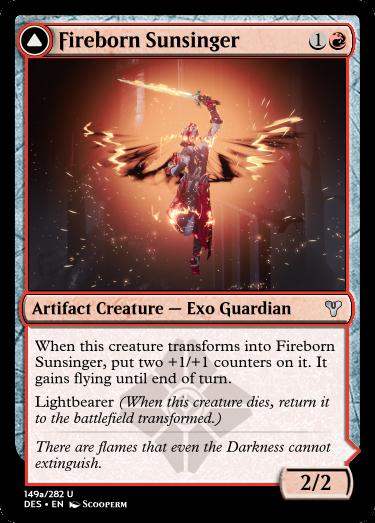 Fireborn Sunsinger 1
Artifact Creature — Exo Guardian
When this creature transforms into Fireborn
Sunsinger, put two +1/+1 counters on it. It
gains flying until end of turn.
Lightbearer (When this creature dies, return it
to the battlefield transformed.)
There are flames that even the Darkness cannot
extinguish.
2/2
149a/282 U
DES • EN Scooperm